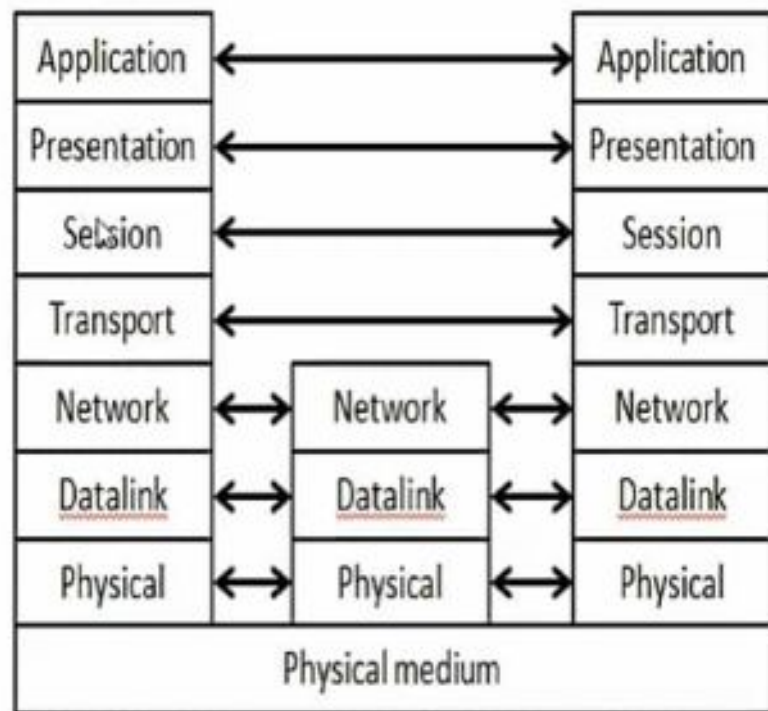 Application Application
Presentation Presentation
Session Session
Transport Transport
Network Network Network
Datalink Datalink Datalink
Physical Physical Physical
Physical medium